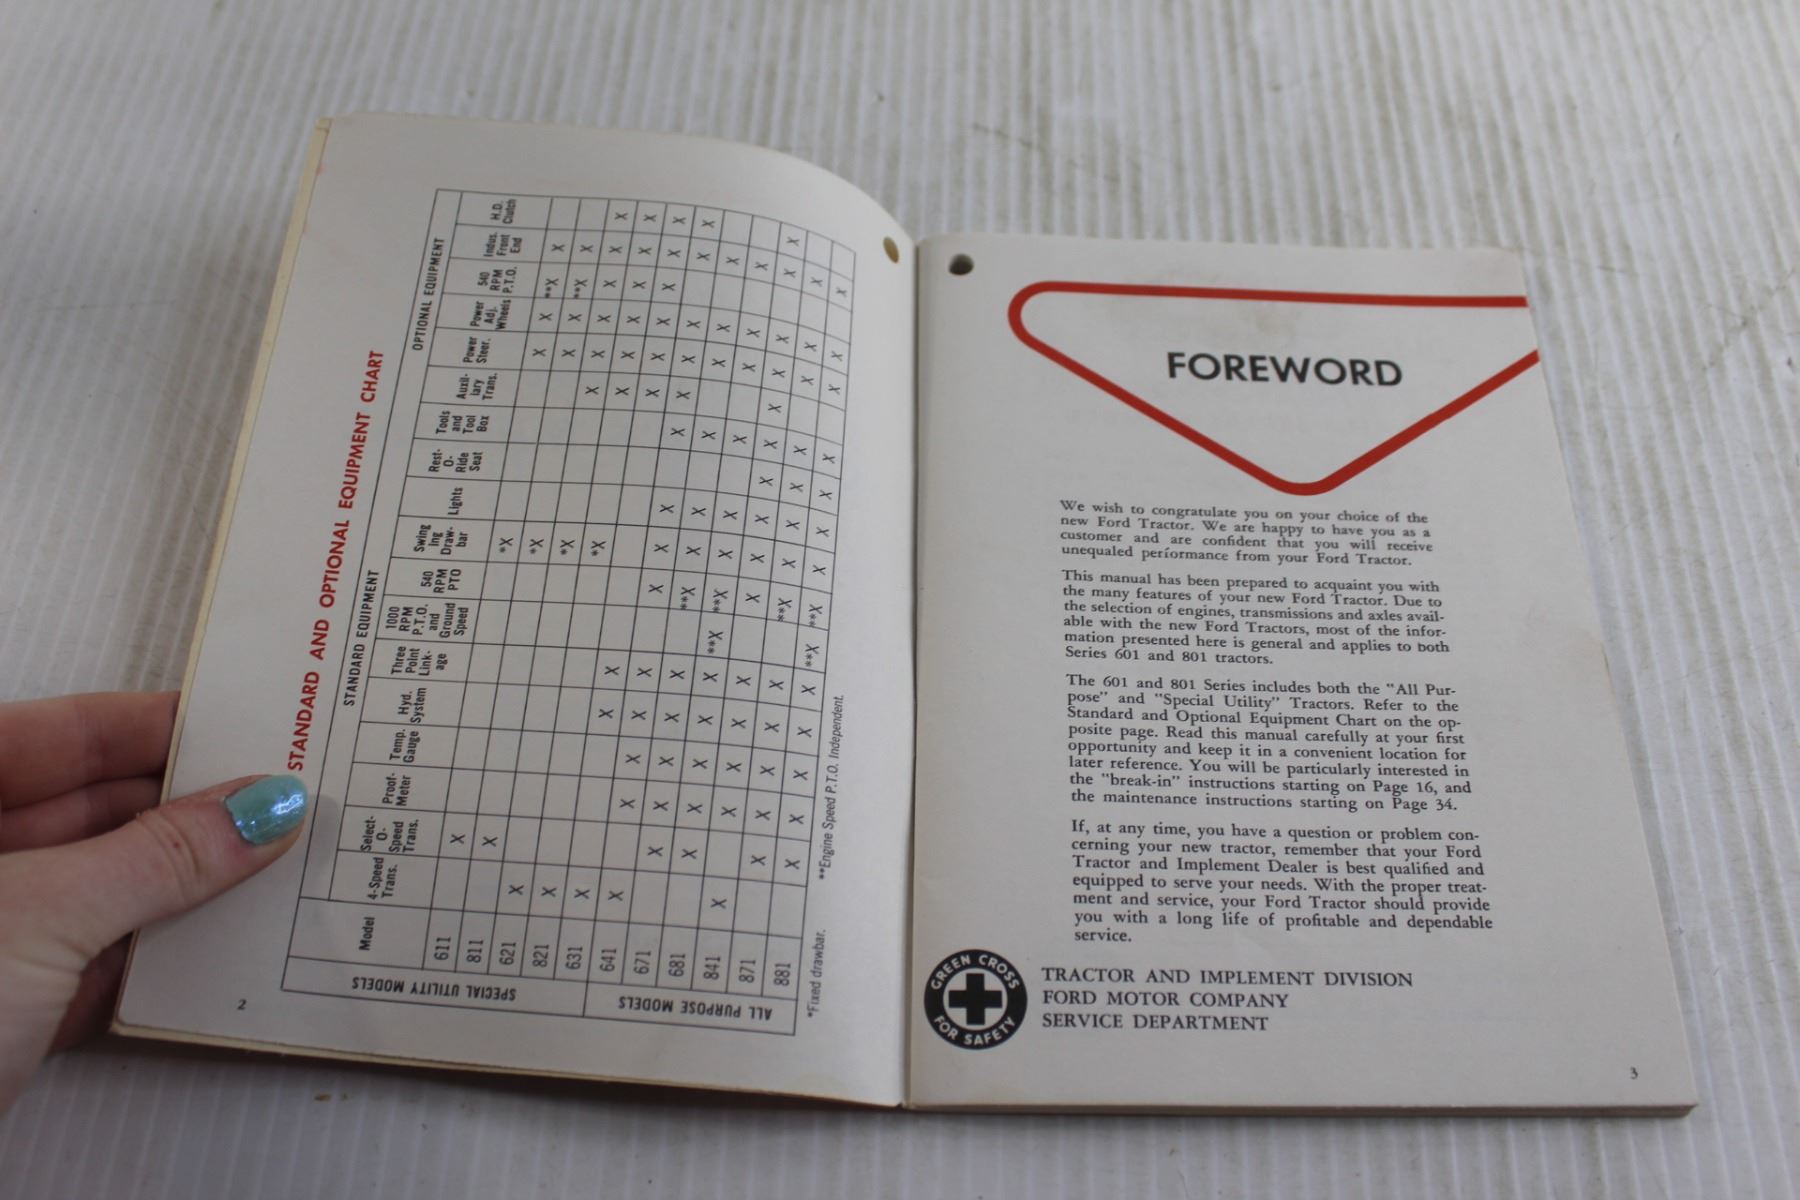 STANDARD AND OPTIONAL EQUIPMENT CHART
STANDARD EQUIPMENT
OPTIONAL EQUIPMENT
Model
4-Speed
Trans.
Select-
O-
Speed
Trans.
Proof-
Meter
Temp.
Gauge
Hyd.
System
Three
Point
Link-
age
1000
RPM
P.T.O.
and
Ground
Speed
540
RPM
PTO
Swing
ing
Draw-
bar
Lights
Rest-
O-
Ride
Seat
Tools
and
Tool
Box
Auxil-
iary
Trans.
Power
Steer.
Power
Adj.
Wheels
540
RPM
P.T.O.
Indus.
Front
End
H.D.
Clutch
SPECIAL UTILITY MODELS
611 X *X X X **X X
811 X *X X X **X X
621 X *X X X X X X X
821 X *X X X X X X X
631 X X X X X X X X X
ALL PURPOSE MODELS
641 X X X X X X X X X X X X X X
671 X X X X X **X X X X X X X
681 X X X X X **X **X X X X X X X
841 X X X X X X X X X X X X X X X
871 X X X X X **X X X X X X X X
881 X X X X X **X **X X X X X X X X
*Fixed drawbar.
**Engine Speed P.T.O. Independent.
2
FOREWORD
We wish to congratulate you on your choice of the
new Ford Tractor. We are happy to have you as a
customer and are confident that you will receive
unequaled performance from your Ford Tractor.
This manual has been prepared to acquaint you with
the many features of your new Ford Tractor. Due to
the selection of engines, transmissions and axles avail-
able with the new Ford Tractors, most of the infor-
mation presented here is general and applies to both
Series 601 and 801 tractors.
The 601 and 801 Series includes both the "All Pur-
pose" and "Special Utility" Tractors. Refer to the
Standard and Optional Equipment Chart on the op-
posite page. Read this manual carefully at your first
opportunity and keep it in a convenient location for
later reference. You will be particularly interested in
the "break-in" instructions starting on Page 16, and
the maintenance instructions starting on Page 34.
If, at any time, you have a question or problem con-
cerning your new tractor, remember that your Ford
Tractor and Implement Dealer is best qualified and
equipped to serve your needs. With the proper treat-
ment and service, your Ford Tractor should provide
you with a long life of profitable and dependable
service.
GREEN CROSS
FOR SAFETY
TRACTOR AND IMPLEMENT DIVISION
FORD MOTOR COMPANY
SERVICE DEPARTMENT
3